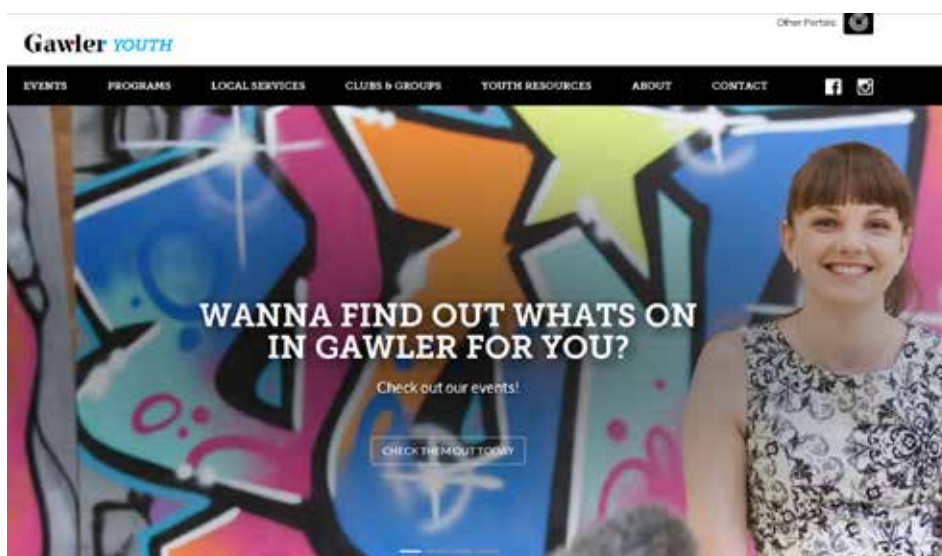 Other Portals:
Gawler YOUTH
EVENTS PROGRAMS LOCAL SERVICES CLUBS & GROUPS YOUTH RESOURCES ABOUT CONTACT
WANNA FIND OUT WHATS ON
IN GAWLER FOR YOU?
Check out our events!
CHECK THEM OUT TODAY